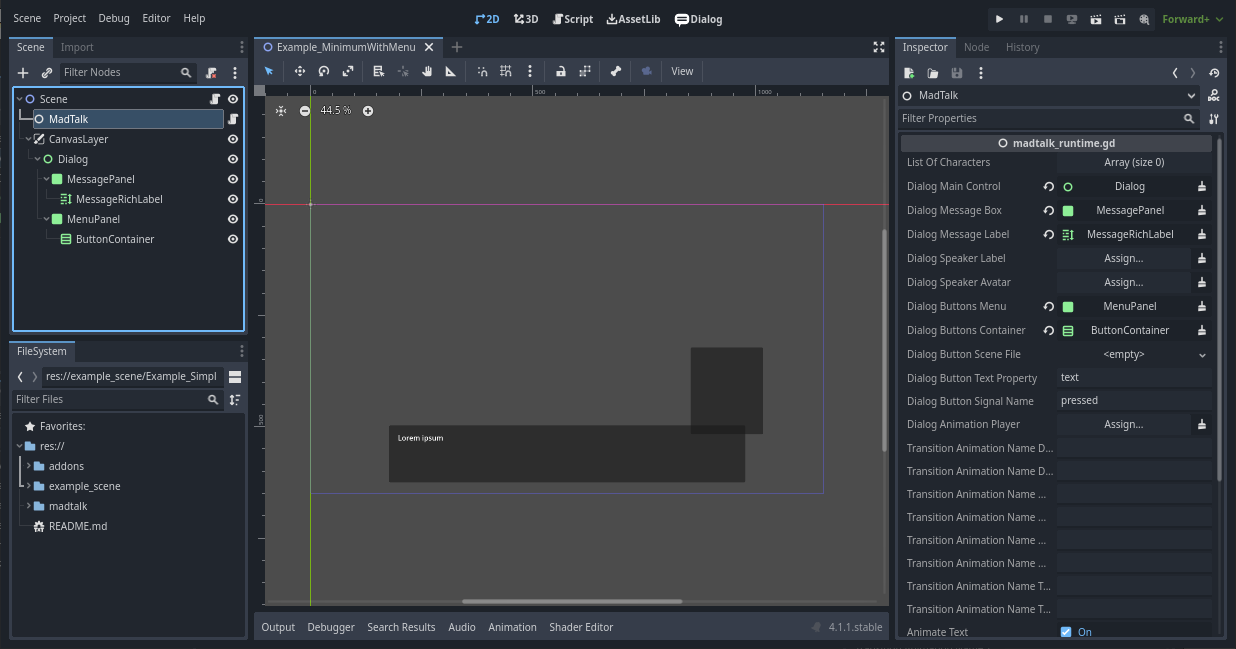 Scene Project Debug Editor Help
2D 3D Script AssetLib Dialog
Forward+
Scene Import
Filter Nodes
Scene
MadTalk
CanvasLayer
Dialog
MessagePanel
MessageRichLabel
MenuPanel
ButtonContainer
FileSystem
res://example_scene/Example_Simpl
Filter Files
Favorites:
res://
addons
example_scene
madtalk
README.md
Example_MinimumWithMenu
View
0 500 1000
44.5 %
0
500
Lorem ipsum
Output Debugger Search Results Audio Animation Shader Editor 4.1.1.stable
Inspector Node History
MadTalk
Filter Properties
madtalk_runtime.gd
List Of Characters Array (size 0)
Dialog Main Control Dialog
Dialog Message Box MessagePanel
Dialog Message Label MessageRichLabel
Dialog Speaker Label Assign...
Dialog Speaker Avatar Assign...
Dialog Buttons Menu MenuPanel
Dialog Buttons Container ButtonContainer
Dialog Button Scene File <empty>
Dialog Button Text Property text
Dialog Button Signal Name pressed
Dialog Animation Player Assign...
Transition Animation Name D...
Transition Animation Name D...
Transition Animation Name ...
Transition Animation Name ...
Transition Animation Name ...
Transition Animation Name ...
Transition Animation Name T...
Transition Animation Name T...
Animate Text On